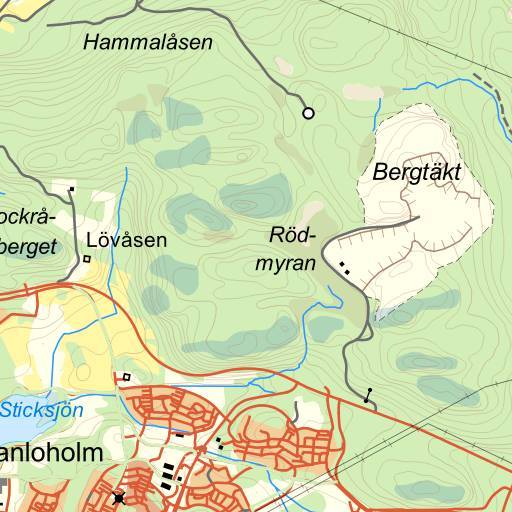 Hammalåsen
Bergtäkt
ockrå-
berget
Lövåsen
Röd-
myran
Sticksjön
anloholm